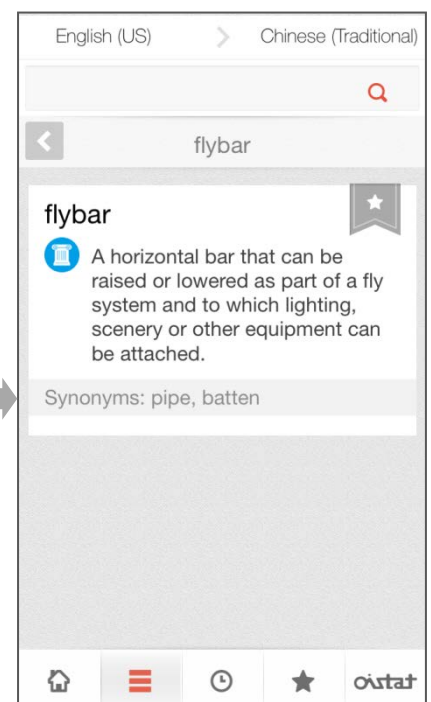 English (US) Chinese (Traditional)
flybar
flybar
A horizontal bar that can be
raised or lowered as part of a fly
system and to which lighting,
scenery or other equipment can
be attached.
Synonyms: pipe, batten
oistat